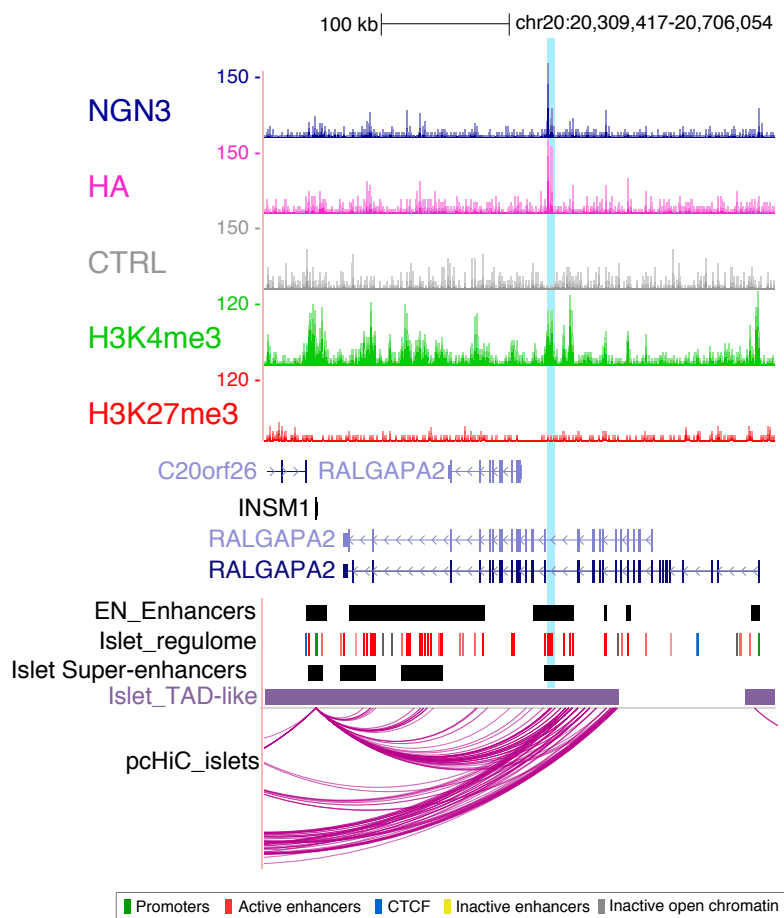 100 kb chr20:20,309,417-20,706,054
150 -
NGN3
150 -
HA
150 -
CTRL
120 -
H3K4me3
120 -
H3K27me3
C20orf26 RALGAPA2
INSM1
RALGAPA2
RALGAPA2
EN_Enhancers
Islet_regulome
Islet Super-enhancers
Islet_TAD-like
pcHiC_islets
Promoters Active enhancers CTCF Inactive enhancers Inactive open chromatin